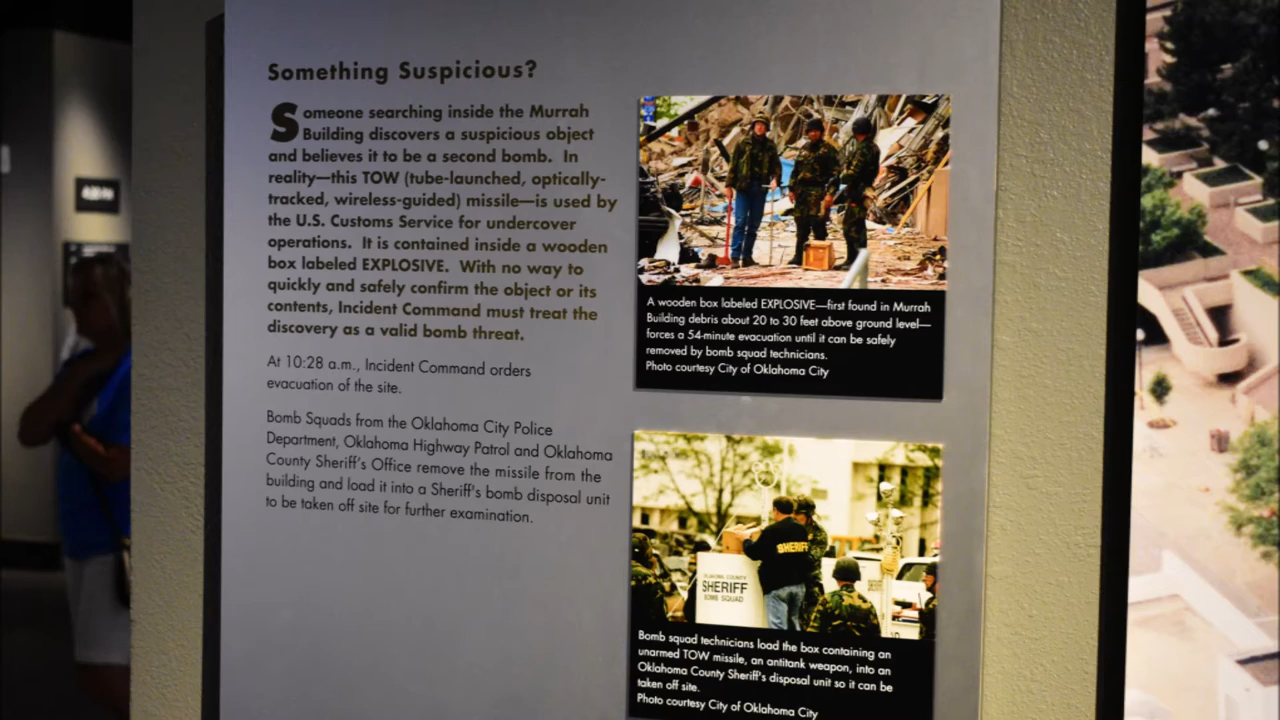 Something Suspicious?
Someone searching inside the Murrah
Building discovers a suspicious object
and believes it to be a second bomb. In
reality—this TOW (tube-launched, optically-
tracked, wireless-guided) missile—is used by
the U.S. Customs Service for undercover
operations. It is contained inside a wooden
box labeled EXPLOSIVE. With no way to
quickly and safely confirm the object or its
contents, Incident Command must treat the
discovery as a valid bomb threat.
At 10:28 a.m., Incident Command orders
evacuation of the site.
Bomb Squads from the Oklahoma City Police
Department, Oklahoma Highway Patrol and Oklahoma
County Sheriff's Office remove the missile from the
building and load it into a Sheriff's bomb disposal unit
to be taken off site for further examination.
A wooden box labeled EXPLOSIVE—first found in Murrah
Building debris about 20 to 30 feet above ground level—
forces a 54-minute evacuation until it can be safely
removed by bomb squad technicians.
Photo courtesy City of Oklahoma City
SHERIFF
OKLAHOMA COUNTY
SHERIFF
BOMB SQUAD
Bomb squad technicians load the box containing an
unarmed TOW missile, an antitank weapon, into an
Oklahoma County Sheriff's disposal unit so it can be
taken off site.
Photo courtesy City of Oklahoma City